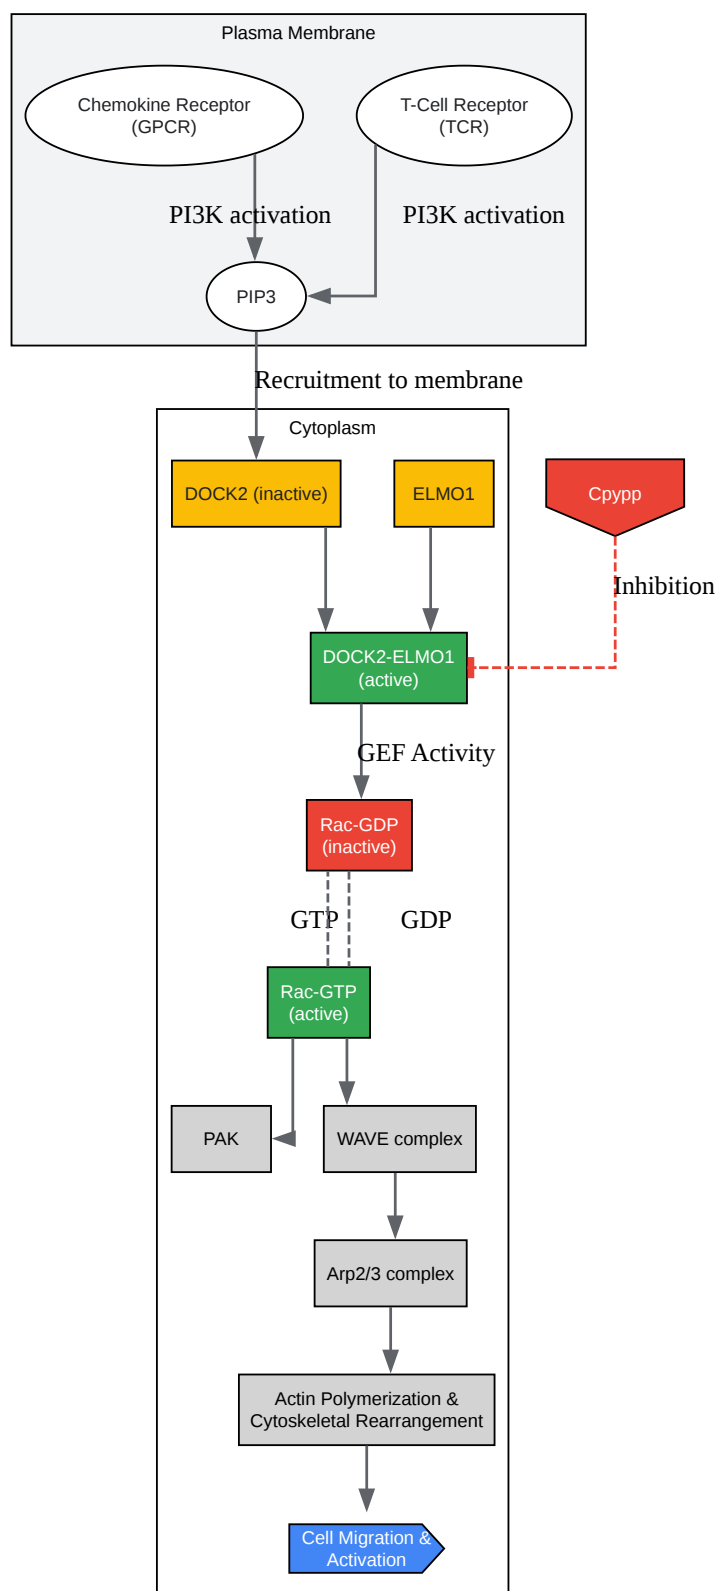 Plasma Membrane
Chemokine Receptor
(GPCR)
T-Cell Receptor
(TCR)
PI3K activation
PI3K activation
PIP3
Recruitment to membrane
Cytoplasm
DOCK2 (inactive)
ELMO1
Cpypp
Inhibition
DOCK2-ELMO1
(active)
GEF Activity
Rac-GDP
(inactive)
GTP
GDP
Rac-GTP
(active)
PAK
WAVE complex
Arp2/3 complex
Actin Polymerization &
Cytoskeletal Rearrangement
Cell Migration &
Activation